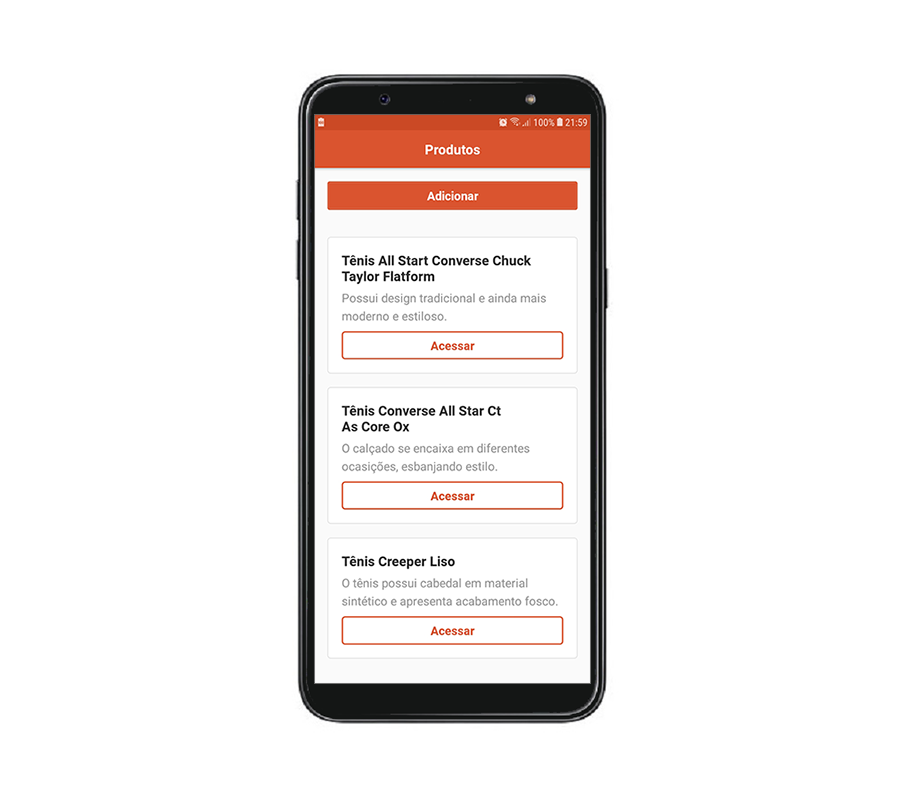 100% 21:59
Produtos
Adicionar
Tênis All Start Converse Chuck
Taylor Flatform
Possui design tradicional e ainda mais
moderno e estiloso.
Acessar
Tênis Converse All Star Ct
As Core Ox
O calçado se encaixa em diferentes
ocasições, esbanjando estilo.
Acessar
Tênis Creeper Liso
O tênis possui cabedal em material
sintético e apresenta acabamento fosco.
Acessar